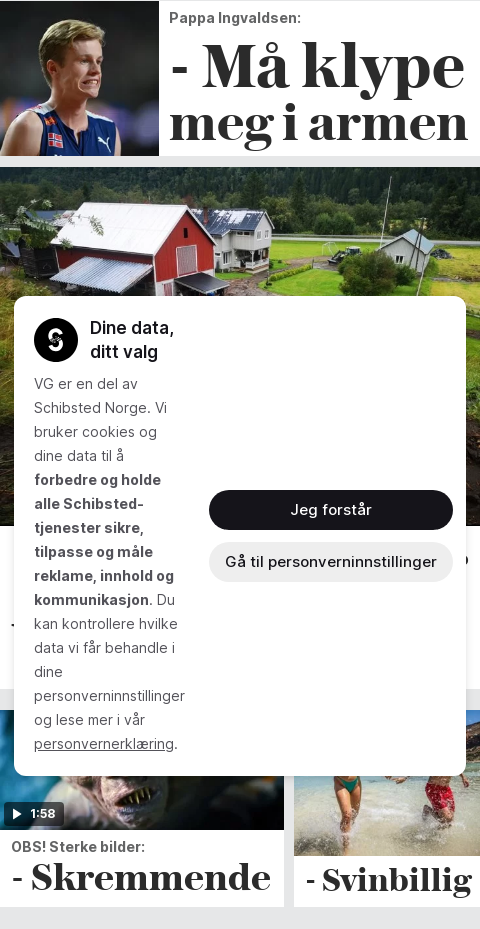 Pappa Ingvaldsen:
- Må klype
meg i armen
Dine data,
ditt valg
VG er en del av
Schibsted Norge. Vi
bruker cookies og
dine data til å
forbedre og holde
alle Schibsted-
tjenester sikre,
tilpasse og måle
reklame, innhold og
kommunikasjon. Du
kan kontrollere hvilke
data vi får behandle i
dine
personverninnstillinger
og lese mer i vår
personvernerklæring.
Jeg forstår
Gå til personverninnstillinger
1:58
OBS! Sterke bilder:
- Skremmende
- Svinbillig